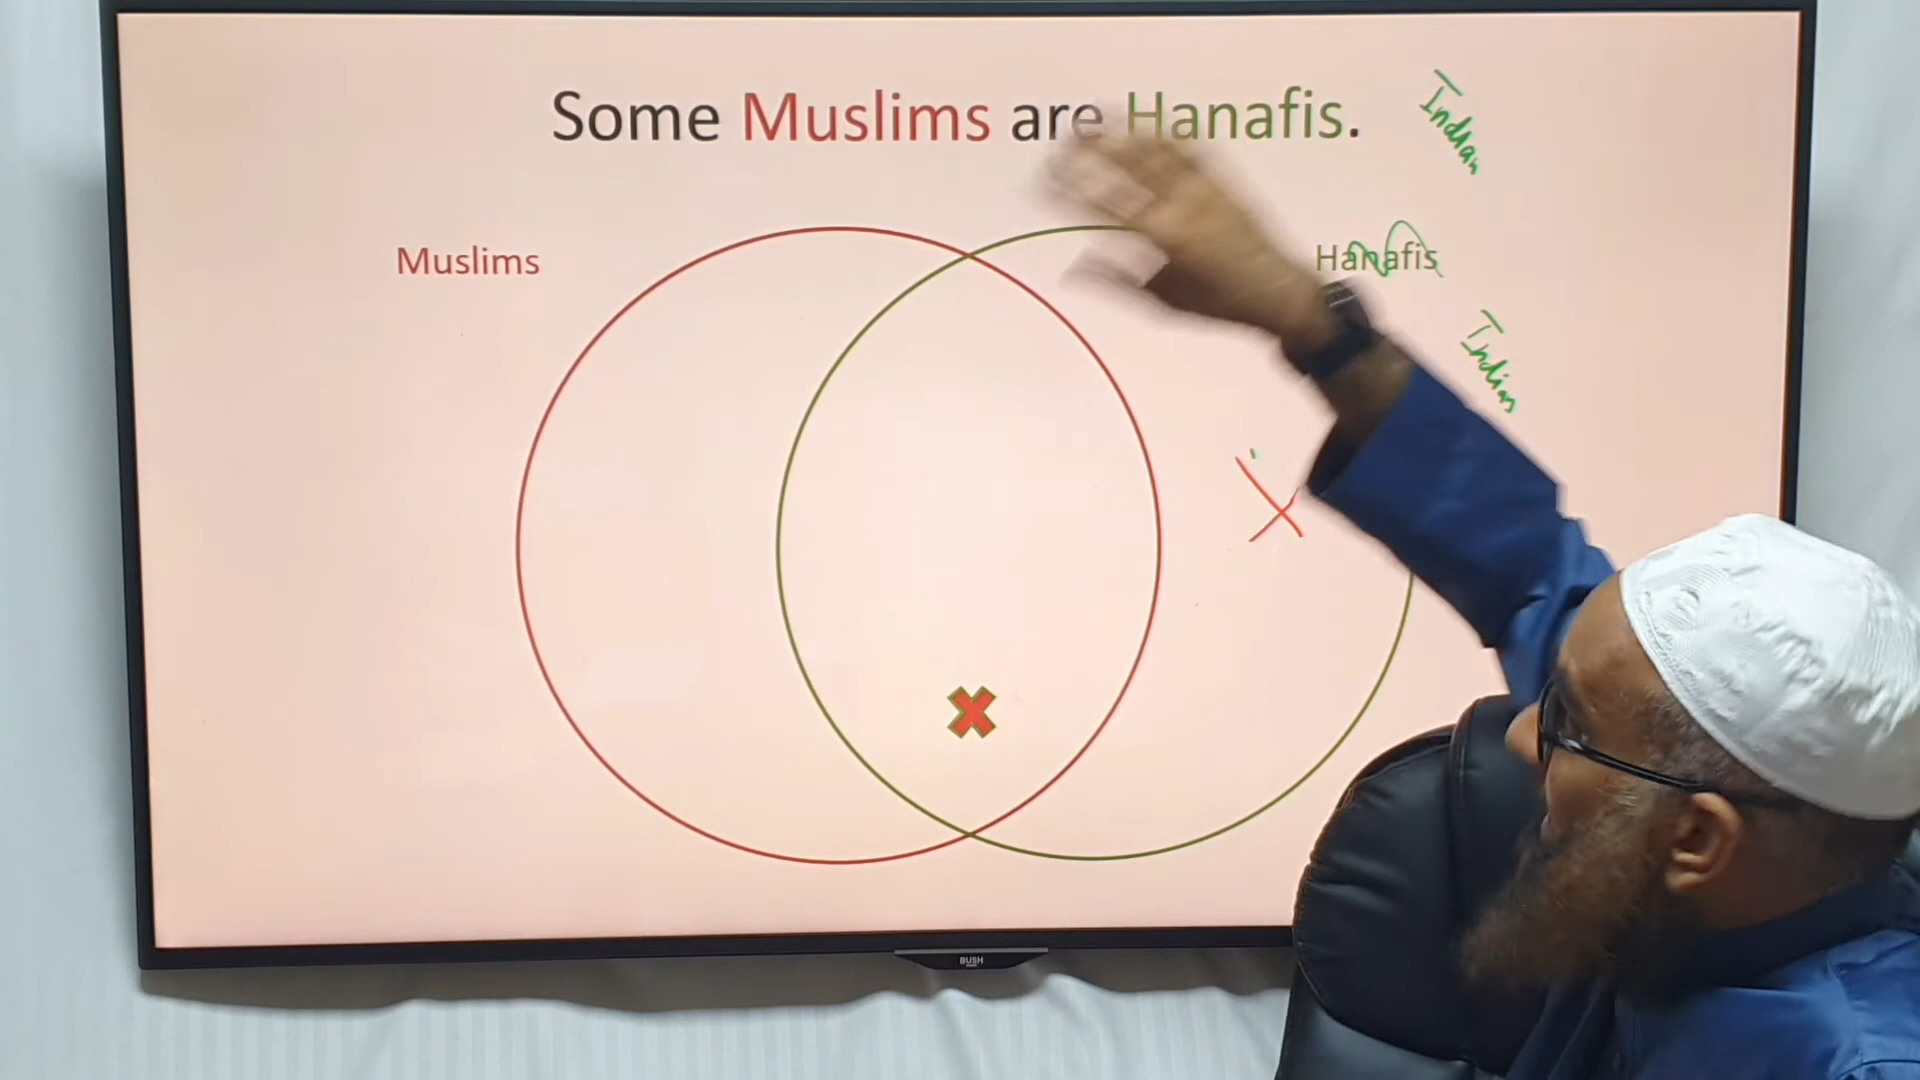 Some Muslims are Hanafis.
Indian
Muslims
Hanafis
Indian
BUSH